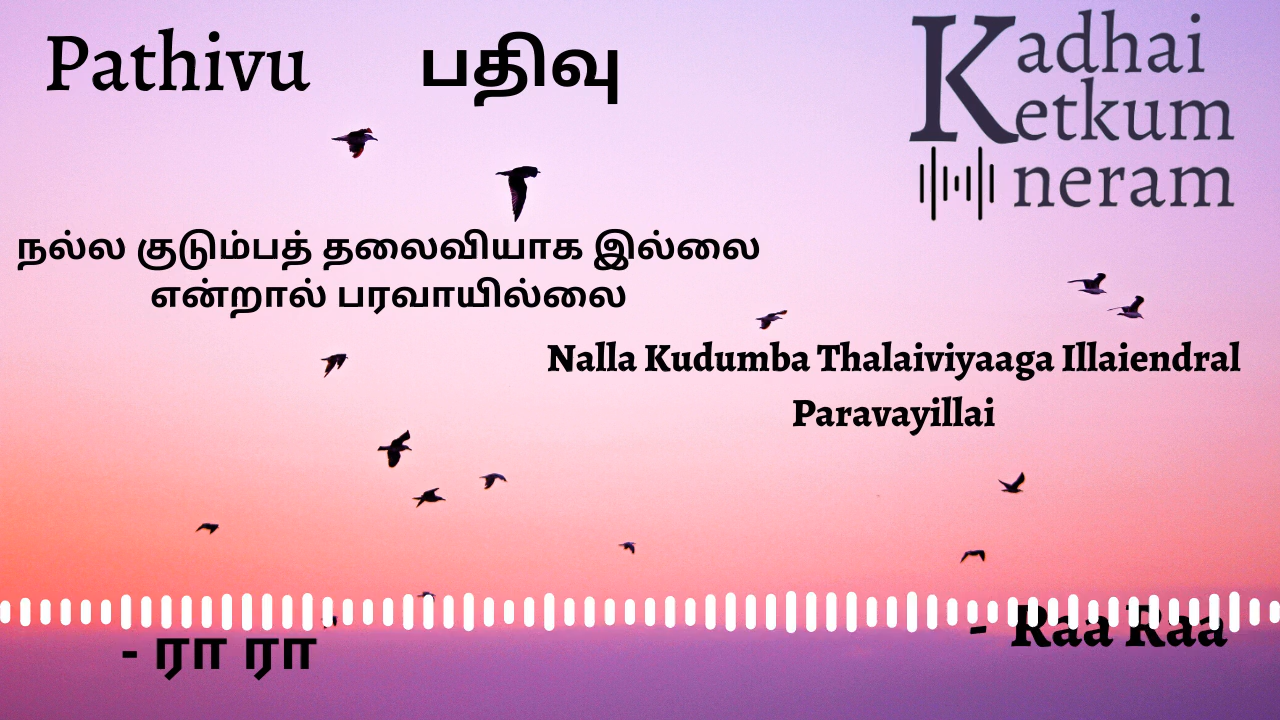 Pathivu பதிவு
Kadhai
Ketkum
neram
நல்ல குடும்பத் தலைவியாக இல்லை
என்றால் பரவாயில்லை
Nalla Kudumba Thalaiviyaaga Illaiendral
Paravayillai
- ரா ரா
- Raa Raa